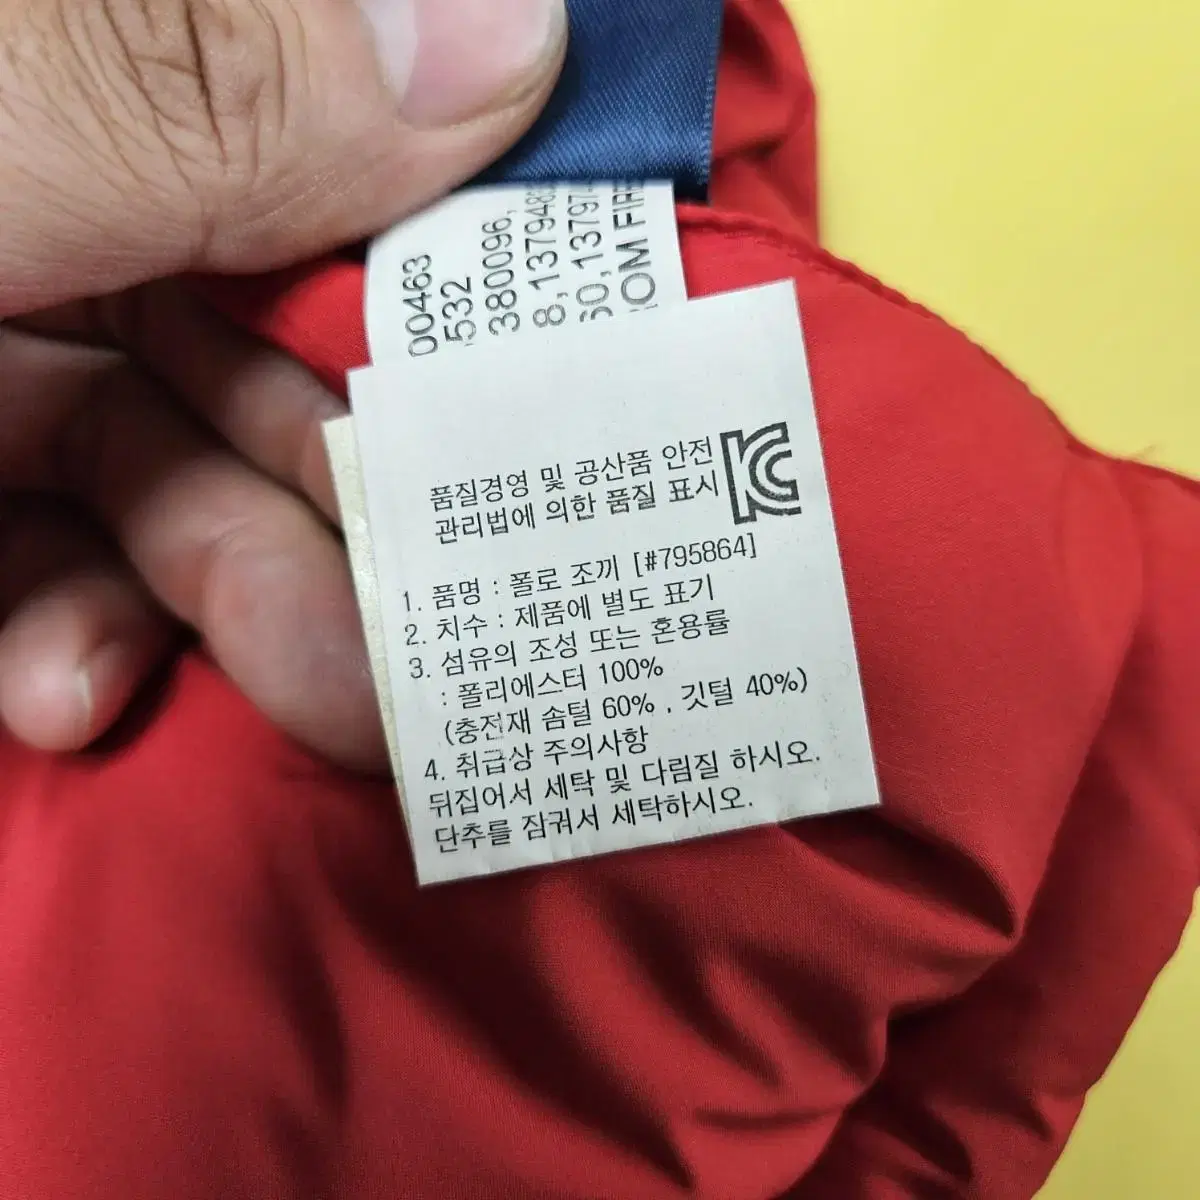 00463
532
380096,
8,1379483
60,137974
ROM FIRE
품질경영 및 공산품 안전
관리법에 의한 품질 표시
KC
1. 품명 : 폴로 조끼 [#795864]
2. 치수 : 제품에 별도 표기
3. 섬유의 조성 또는 혼용률
: 폴리에스터 100%
(충전재 솜털 60% , 깃털 40%)
4. 취급상 주의사항
뒤집어서 세탁 및 다림질 하시오.
단추를 잠궈서 세탁하시오.